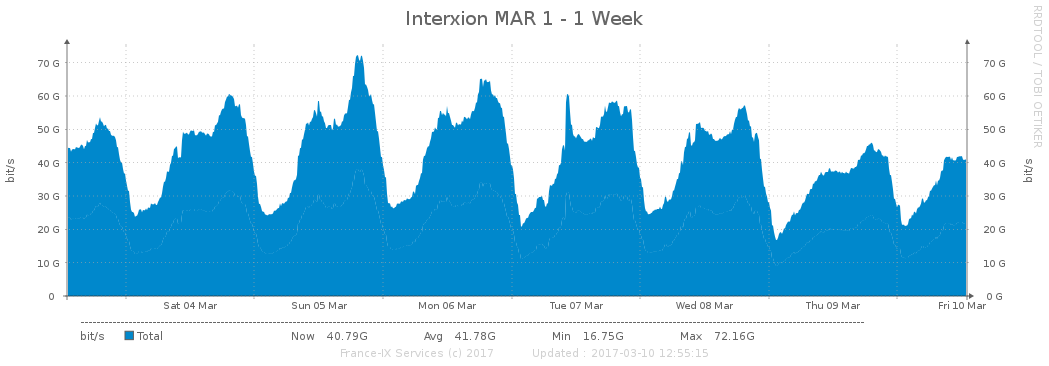 Interxion MAR 1 - 1 Week
RRDTOOL / TOBI OETIKER
bit/s
70 G 70 G
60 G 60 G
50 G 50 G
40 G 40 G
30 G 30 G
20 G 20 G
10 G 10 G
0 0 G
bit/s
Sat 04 Mar Sun 05 Mar Mon 06 Mar Tue 07 Mar Wed 08 Mar Thu 09 Mar Fri 10 Mar
bit/s Total Now 40.79G Avg 41.78G Min 16.75G Max 72.16G
France-IX Services (c) 2017 Updated : 2017-03-10 12:55:15